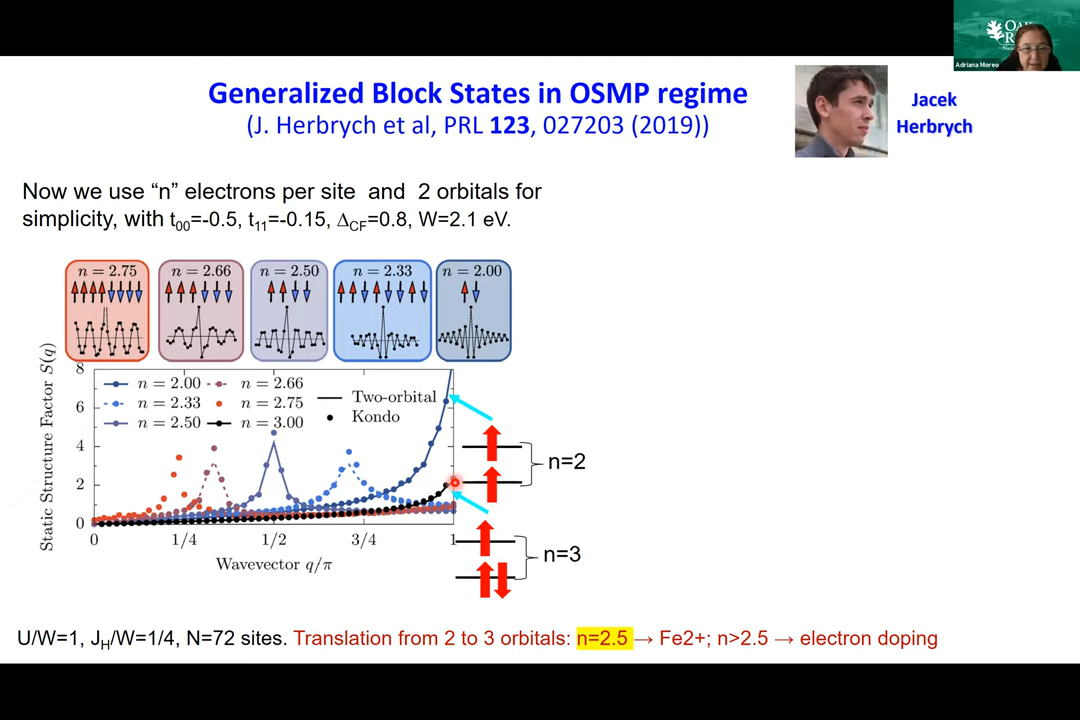 OAK
R
Adriana Moreo
Generalized Block States in OSMP regime
(J. Herbrych et al, PRL 123, 027203 (2019))
Jacek
Herbrych
Now we use “n” electrons per site and 2 orbitals for
simplicity, with t₀₀=-0.5, t₁₁=-0.15, Δ_CF=0.8, W=2.1 eV.
n = 2.75
n = 2.66
n = 2.50
n = 2.33
n = 2.00
Static Structure Factor S(q)
8
6
4
2
0
n = 2.00
n = 2.66
n = 2.33
n = 2.75
n = 2.50
n = 3.00
Two-orbital
Kondo
0
1/4
1/2
3/4
1
Wavevector q/π
n=2
n=3
U/W=1, J_H/W=1/4, N=72 sites. Translation from 2 to 3 orbitals: n=2.5 → Fe2+; n>2.5 → electron doping